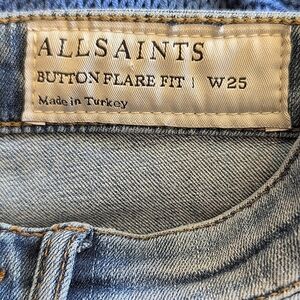 ALLSAINTS
BUTTON FLARE FIT | W25
Made in Turkey